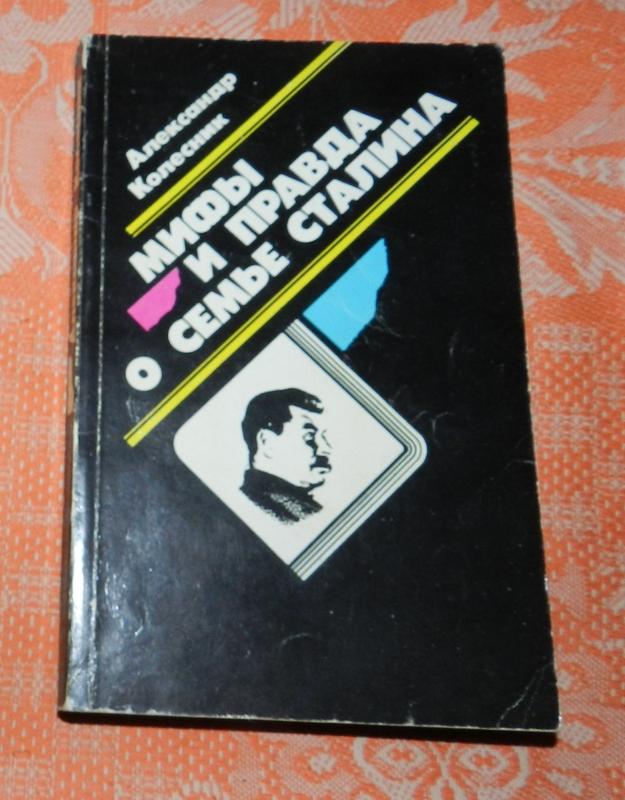 Александр
Колесник
МИФЫ
И ПРАВДА
О СЕМЬЕ СТАЛИНА